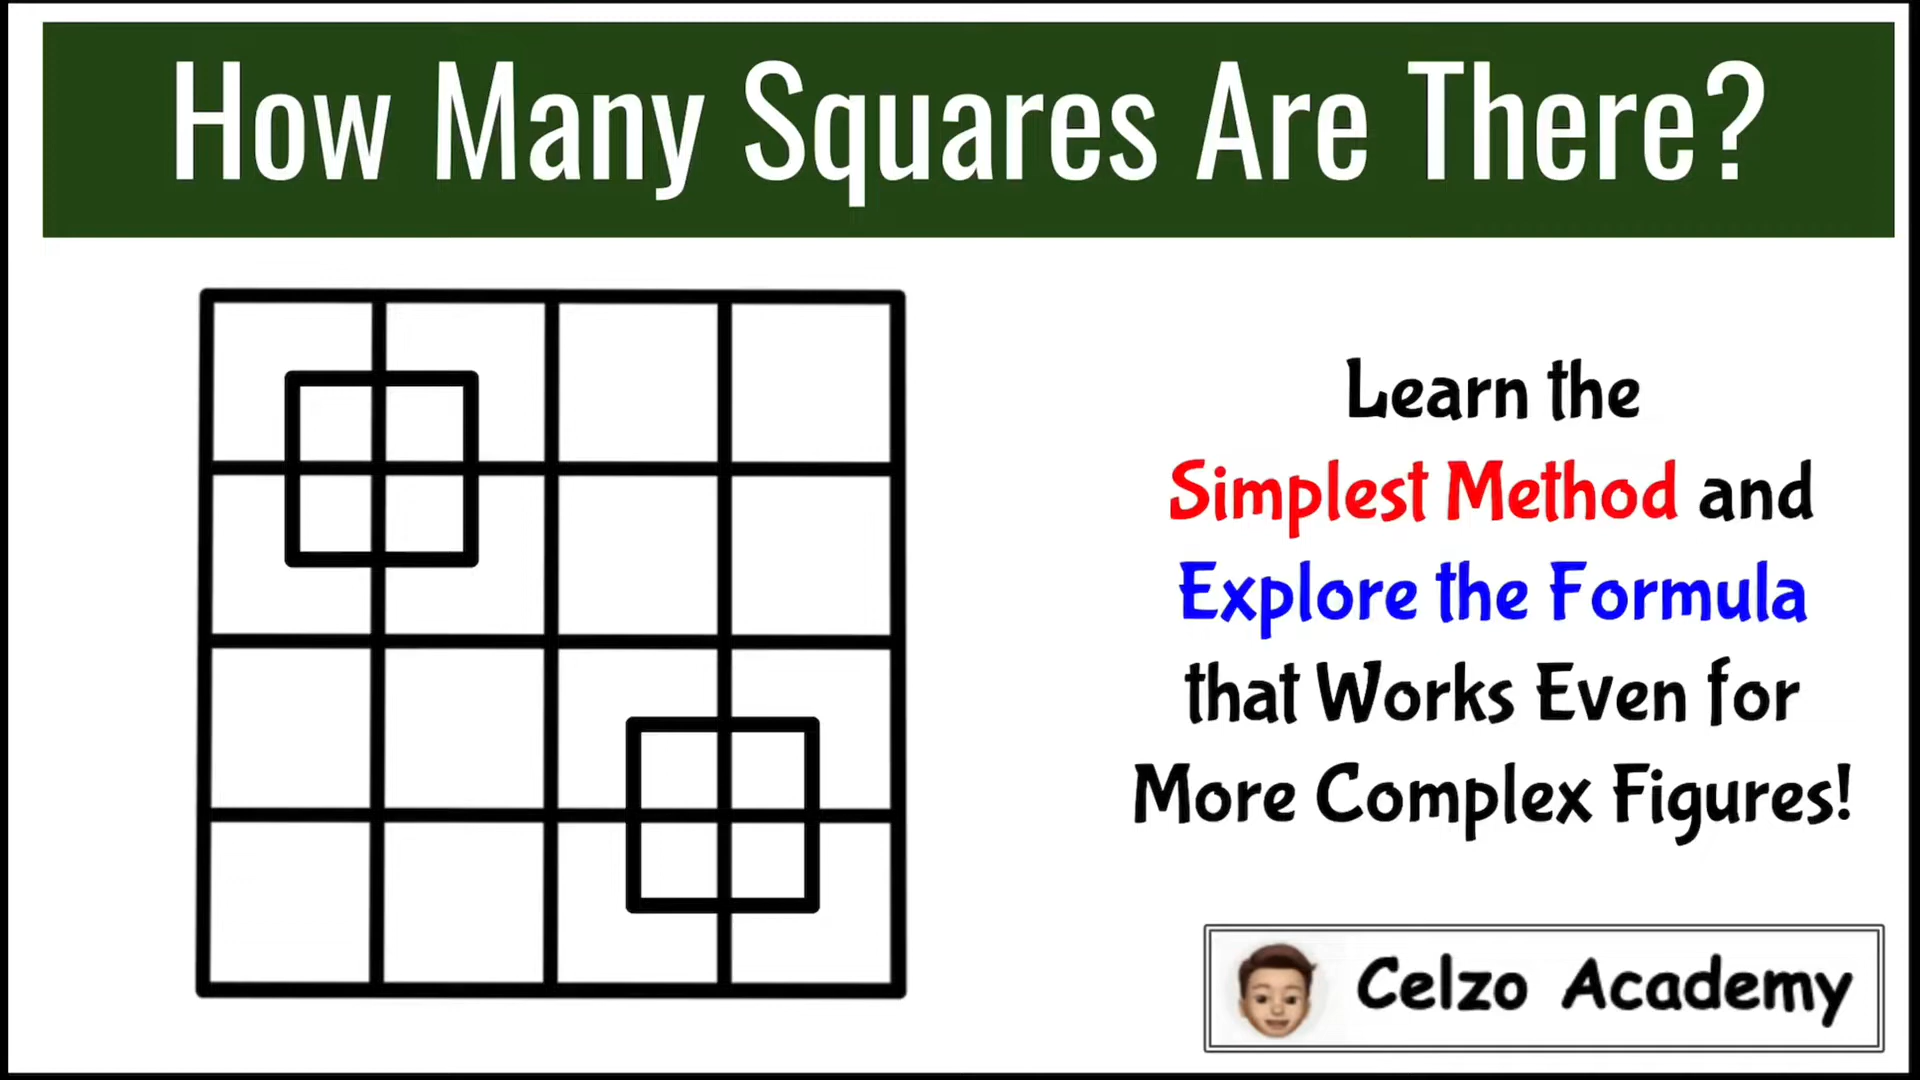 How Many Squares Are There?
Learn the
Simplest Method and
Explore the Formula
that Works Even for
More Complex Figures!
Celzo Academy